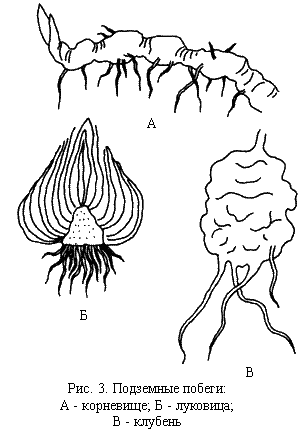 А
Б
В
Рис. 3. Подземные побеги:
А - корневище; Б - луковица;
В - клубень